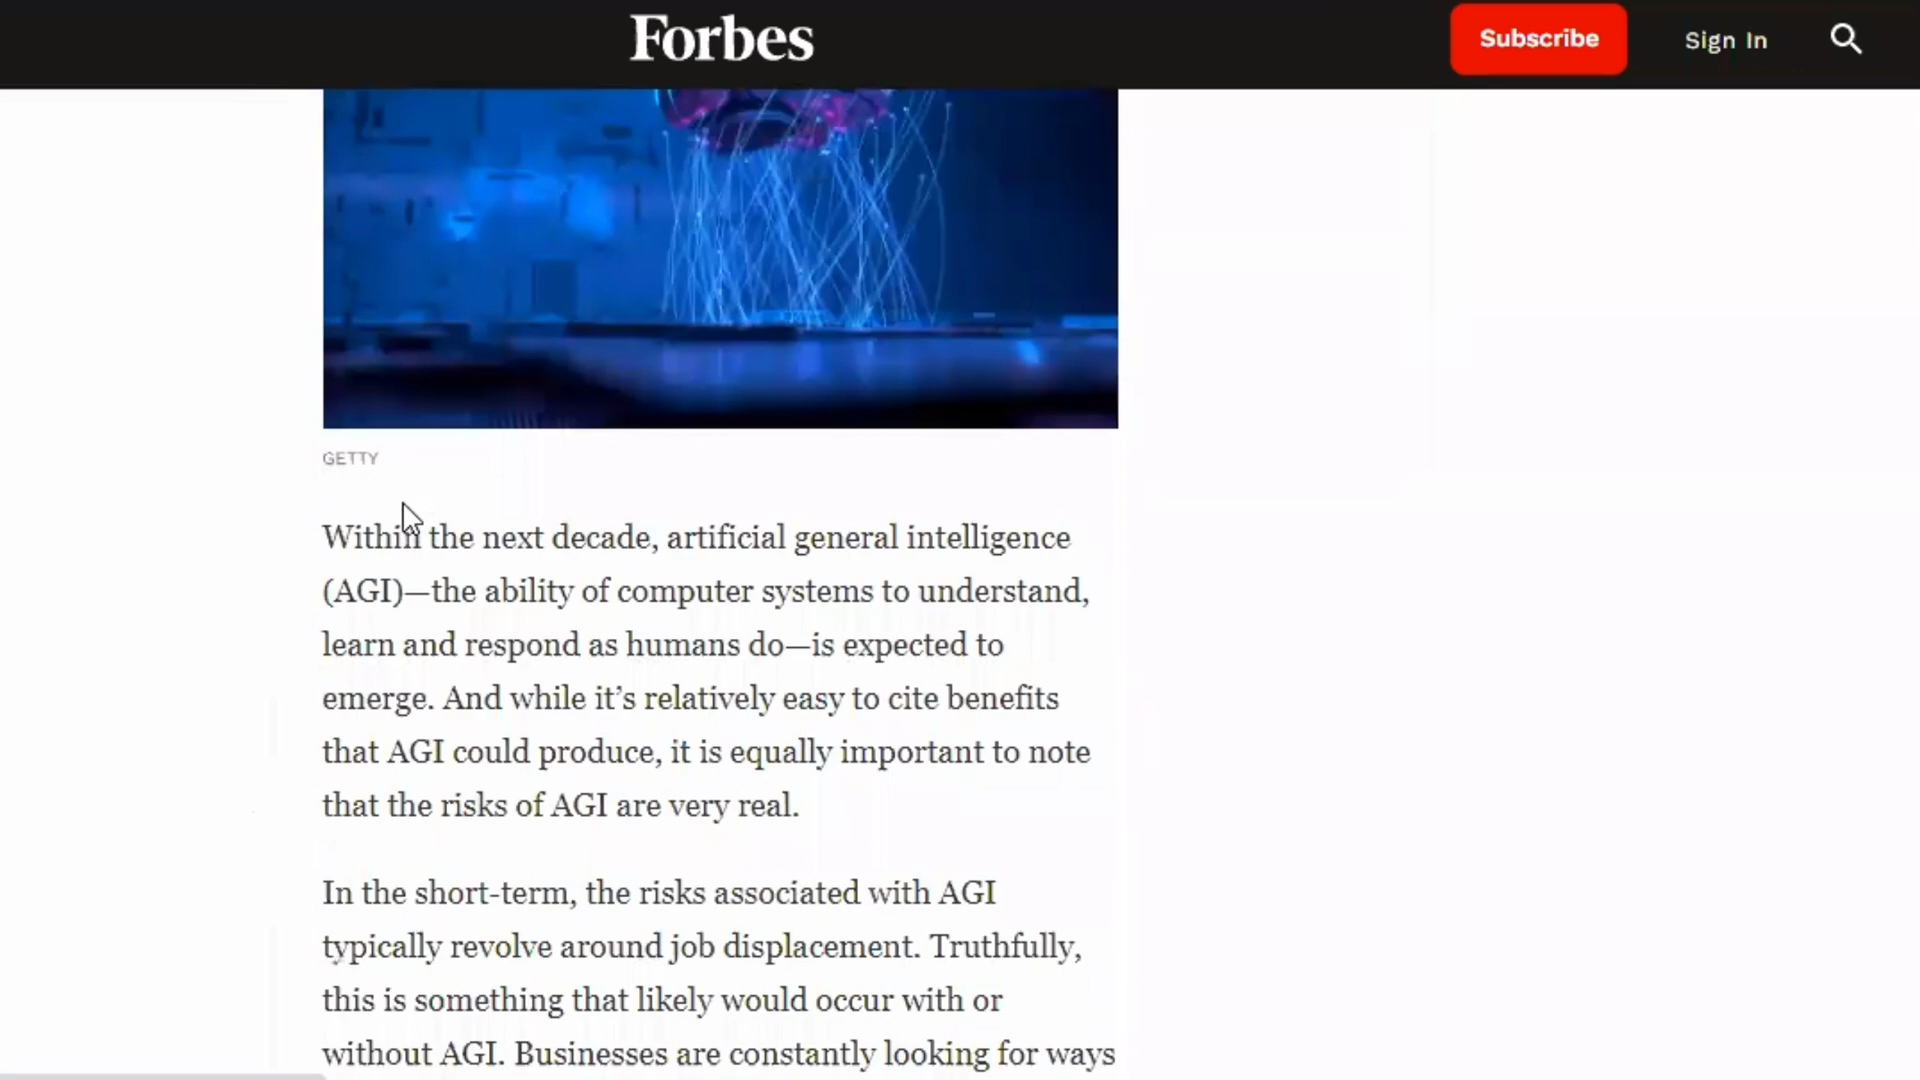 Forbes
Subscribe
Sign In
GETTY
Within the next decade, artificial general intelligence
(AGI)—the ability of computer systems to understand,
learn and respond as humans do—is expected to
emerge. And while it’s relatively easy to cite benefits
that AGI could produce, it is equally important to note
that the risks of AGI are very real.
In the short-term, the risks associated with AGI
typically revolve around job displacement. Truthfully,
this is something that likely would occur with or
without AGI. Businesses are constantly looking for ways